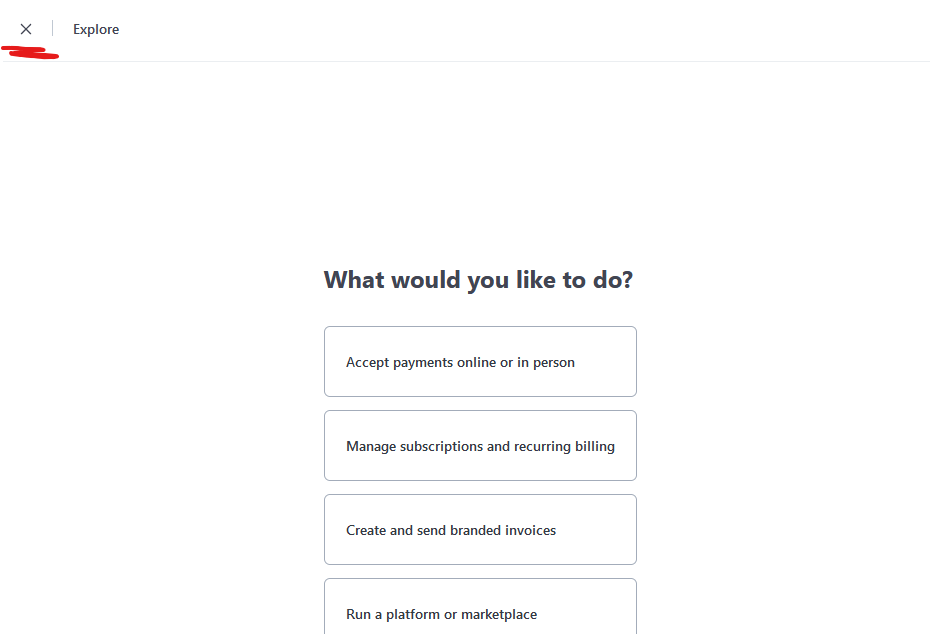 Explore
What would you like to do?
Accept payments online or in person
Manage subscriptions and recurring billing
Create and send branded invoices
Run a platform or marketplace